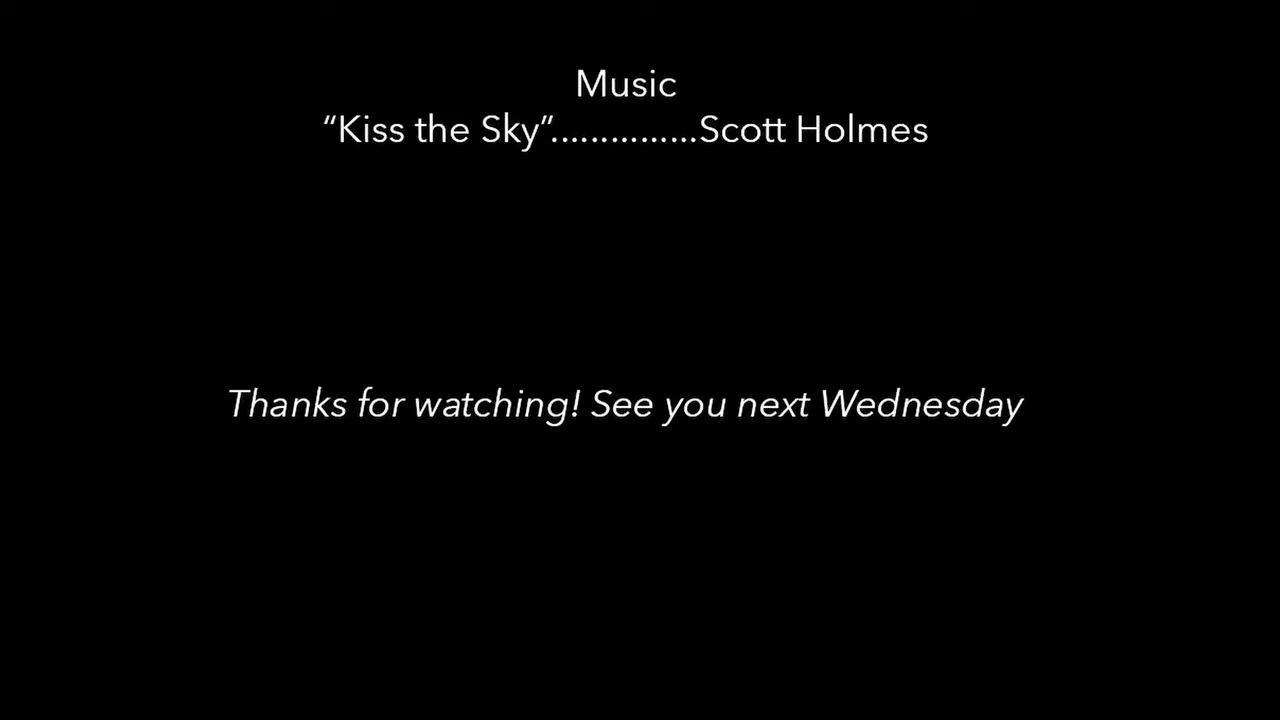 Music
“Kiss the Sky”..............Scott Holmes
Thanks for watching! See you next Wednesday